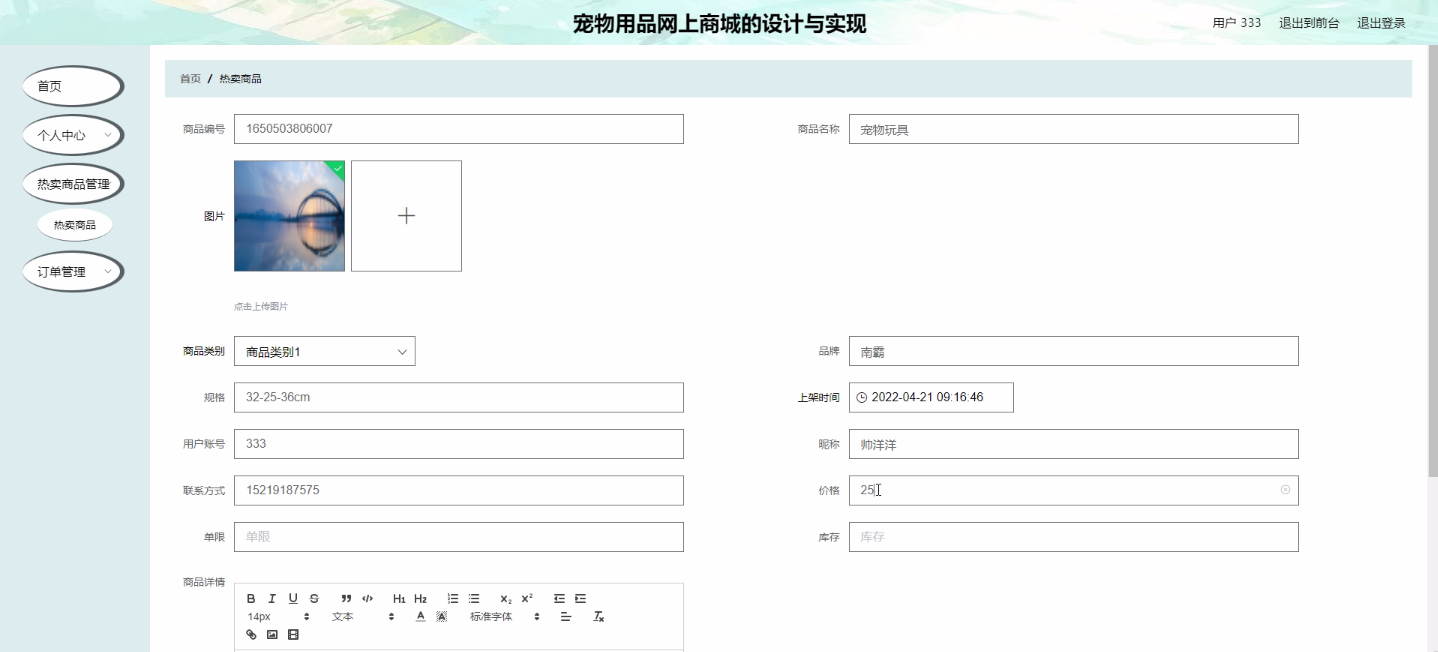 宠物用品网上商城的设计与实现
用户 333 退出到前台 退出登录
首页
个人中心
热卖商品管理
热卖商品
订单管理
首页 / 热卖商品
商品编号 1650503806007 商品名称 宠物玩具
图片
点击上传图片
商品类别 商品类别1 品牌 南霸
规格 32-25-36cm 上架时间 2022-04-21 09:16:46
用户账号 333 昵称 帅洋洋
联系方式 15219187575 价格 25
单限 单限 库存 库存
商品详情
B I U S H1 H2 X2 X2
14px 文本 A A 标准字体 Tx